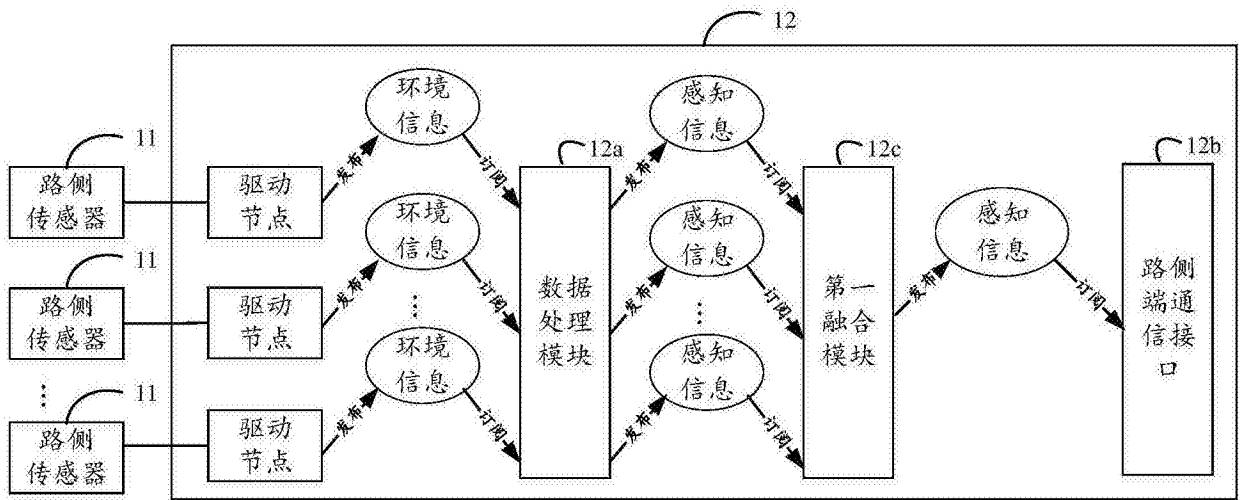 12
11
路侧
传感器
驱动
节点
发布
环境
信息
订阅
12a
数据
处理
模块
发布
感知
信息
订阅
12c
第一
融合
模块
发布
感知
信息
订阅
12b
路侧
端通
信接
口
11
路侧
传感器
驱动
节点
发布
环境
信息
订阅
发布
感知
信息
订阅
⋮
⋮
⋮
11
路侧
传感器
驱动
节点
发布
环境
信息
订阅
发布
感知
信息
订阅